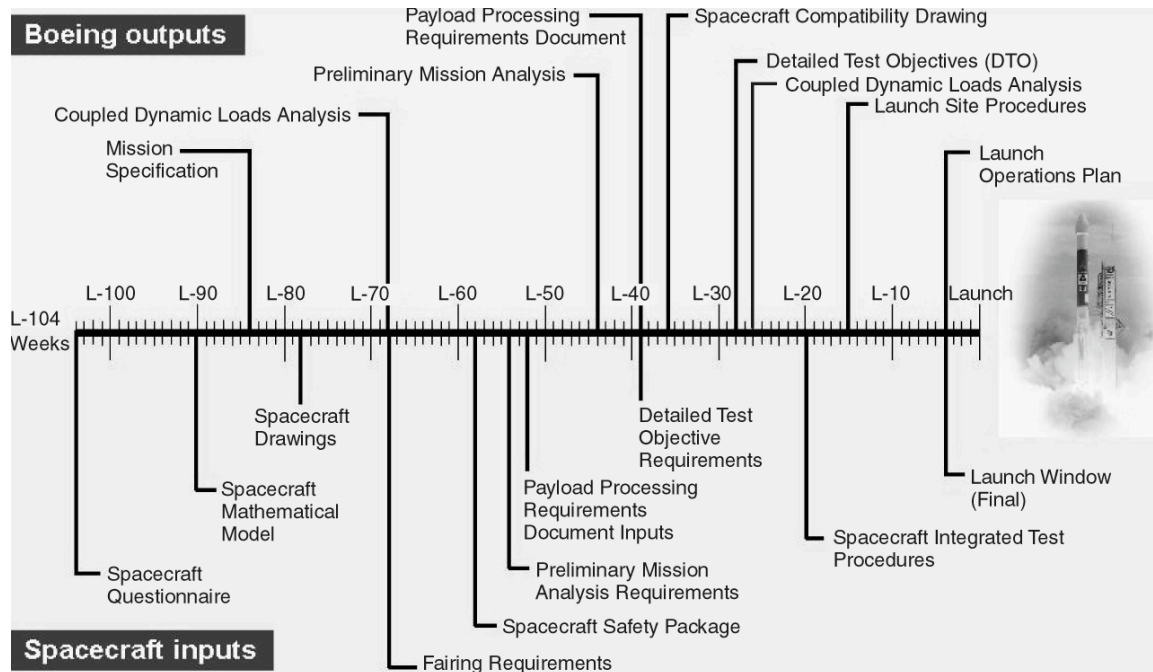 Boeing outputs
Payload Processing
Requirements Document
Spacecraft Compatibility Drawing
Preliminary Mission Analysis
Detailed Test Objectives (DTO)
Coupled Dynamic Loads Analysis
Coupled Dynamic Loads Analysis
Launch Site Procedures
Mission
Specification
Launch
Operations Plan
L-100 L-90 L-80 L-70 L-60 L-50 L-40 L-30 L-20 L-10 Launch
L-104
Weeks
Spacecraft
Drawings
Detailed Test
Objective
Requirements
Spacecraft
Mathematical
Model
Payload Processing
Requirements
Document Inputs
Launch Window
(Final)
Spacecraft Integrated Test
Procedures
Spacecraft
Questionnaire
Preliminary Mission
Analysis Requirements
Spacecraft Safety Package
Spacecraft inputs
Fairing Requirements